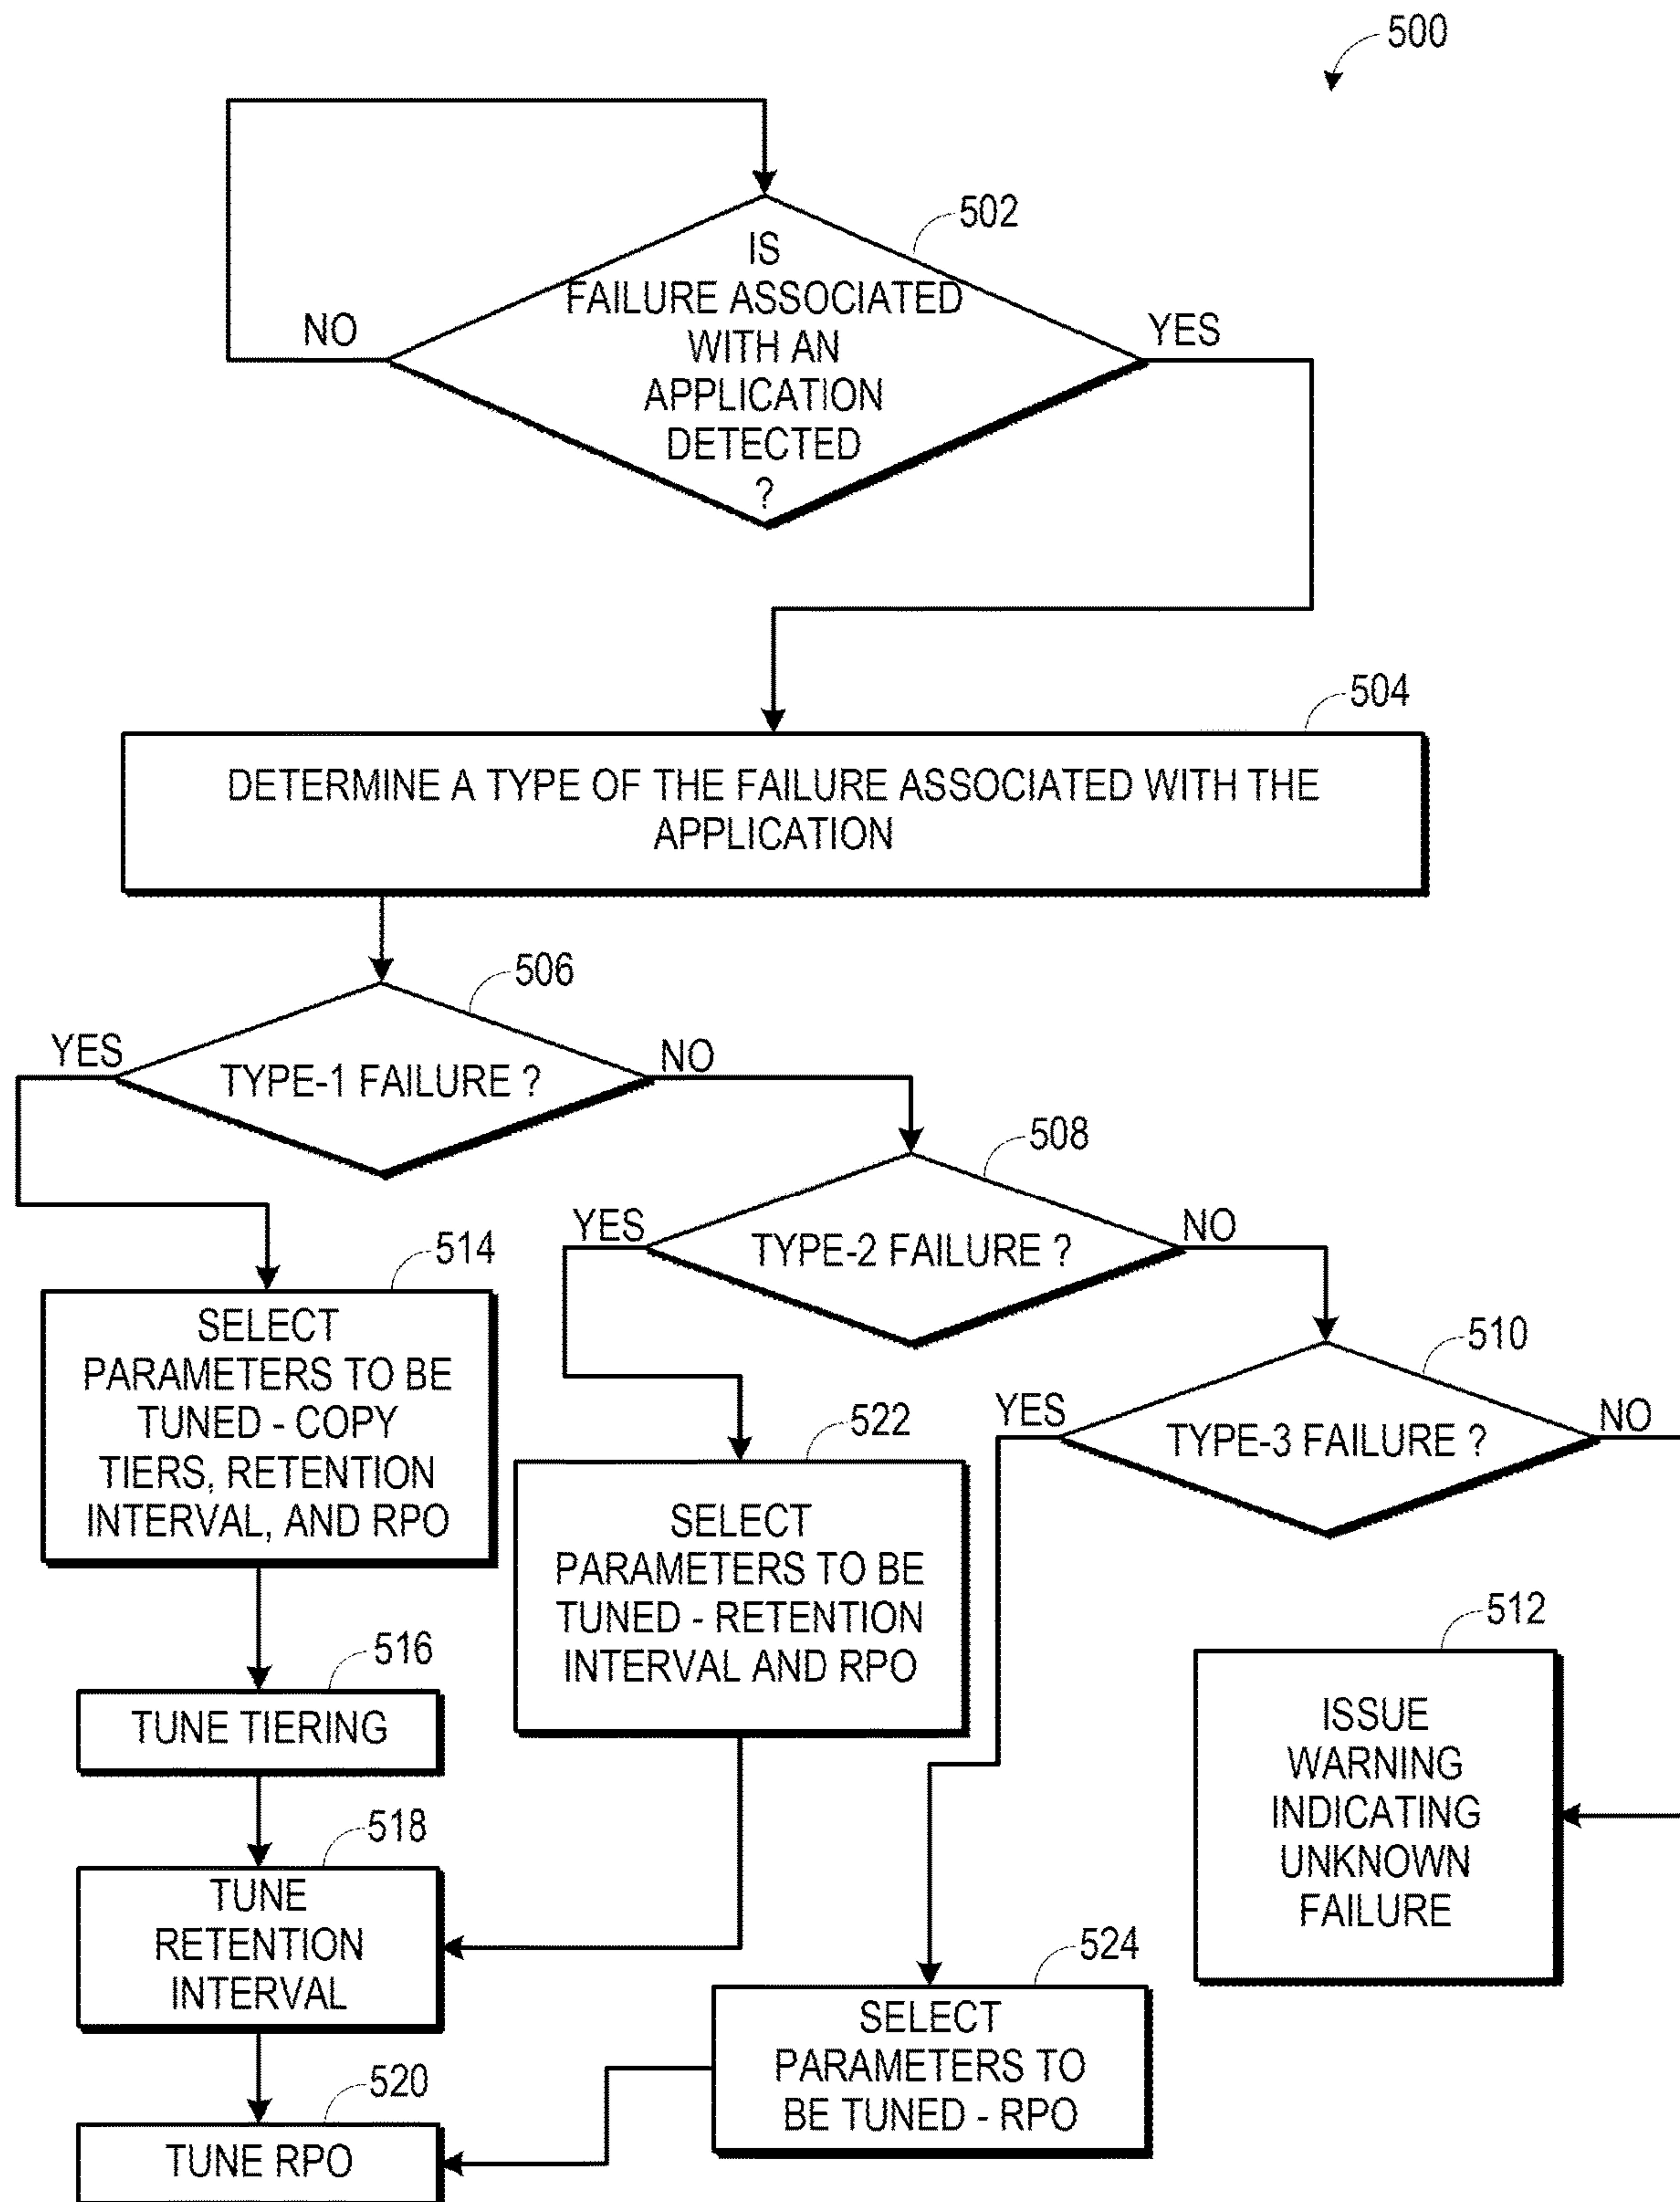 500
502
IS
FAILURE ASSOCIATED
WITH AN
APPLICATION
DETECTED
?
NO
YES
504
DETERMINE A TYPE OF THE FAILURE ASSOCIATED WITH THE
APPLICATION
506
YES
TYPE-1 FAILURE ?
NO
508
YES
TYPE-2 FAILURE ?
NO
510
YES
TYPE-3 FAILURE ?
NO
514
SELECT
PARAMETERS TO BE
TUNED - COPY
TIERS, RETENTION
INTERVAL, AND RPO
522
SELECT
PARAMETERS TO BE
TUNED - RETENTION
INTERVAL AND RPO
512
ISSUE
WARNING
INDICATING
UNKNOWN
FAILURE
516
TUNE TIERING
518
TUNE
RETENTION
INTERVAL
524
SELECT
PARAMETERS TO
BE TUNED - RPO
520
TUNE RPO